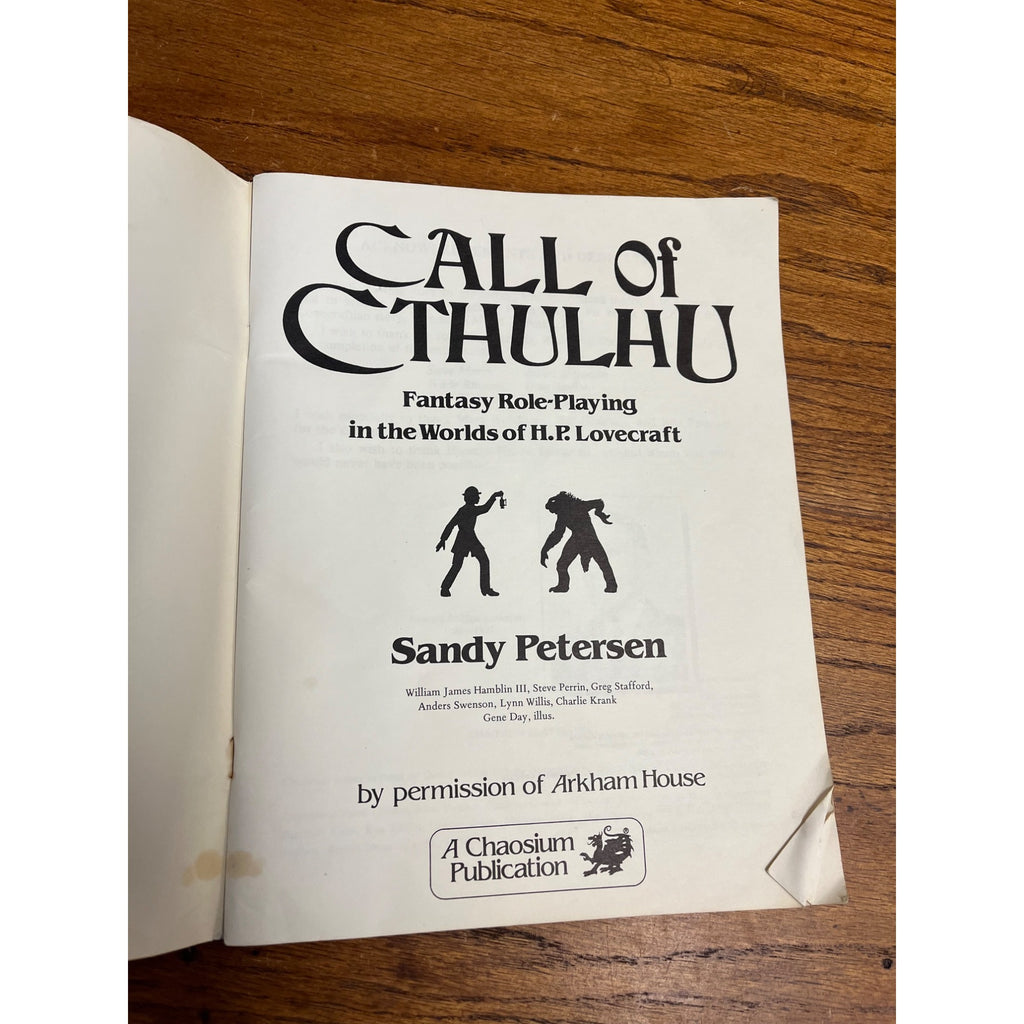 CALL of
CTHULHU
Fantasy Role-Playing
in the Worlds of H.P. Lovecraft
Sandy Petersen
William James Hamblin III, Steve Perrin, Greg Stafford,
Anders Swenson, Lynn Willis, Charlie Krank
Gene Day, illus.
by permission of Arkham House
A Chaosium
Publication ®